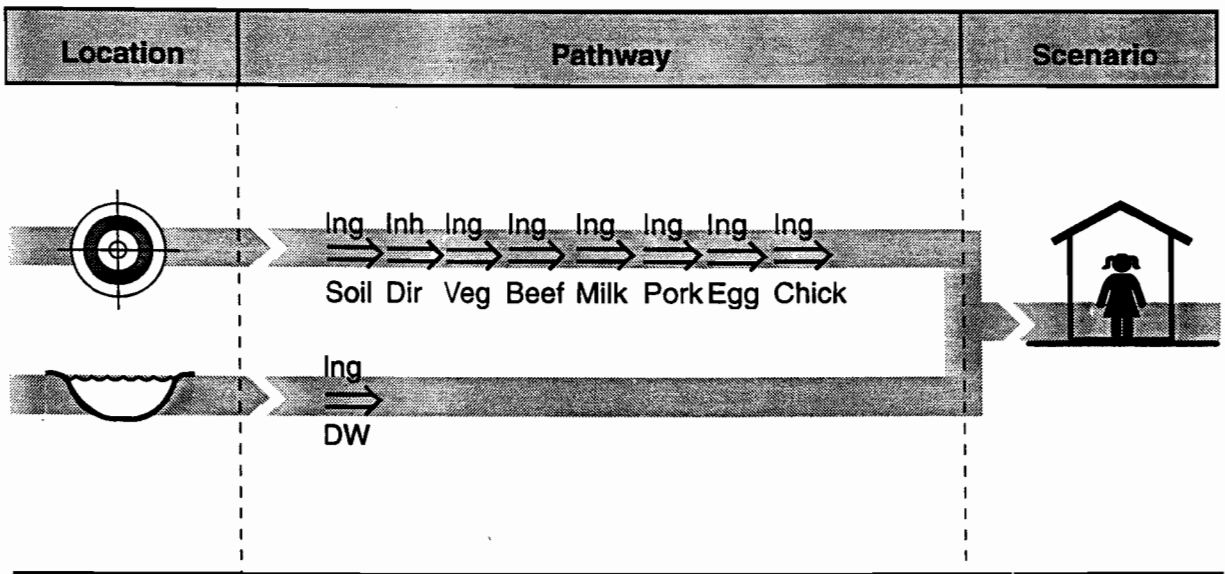 Location Pathway Scenario
Ing Inh Ing Ing Ing Ing Ing Ing
Soil Dir Veg Beef Milk Pork Egg Chick
Ing
DW